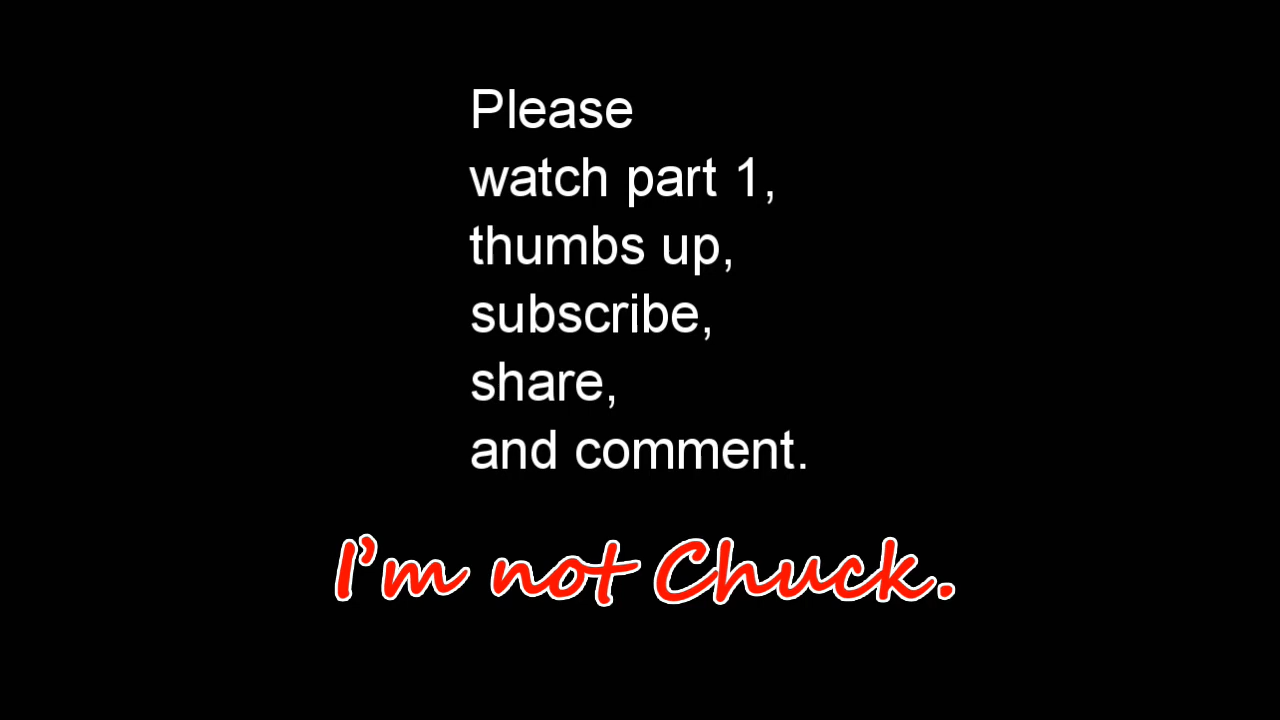 Please
watch part 1,
thumbs up,
subscribe,
share,
and comment.
I'm not Chuck.